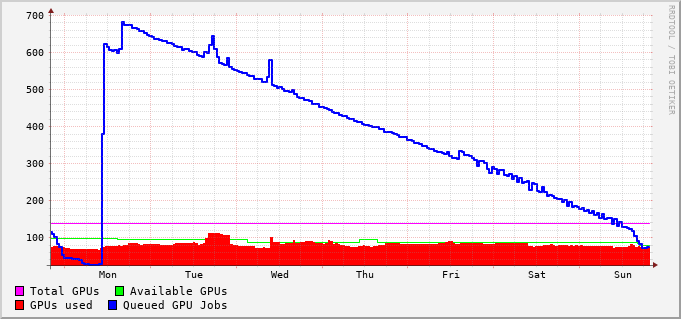 700
600
500
400
300
200
100
Mon Tue Wed Thu Fri Sat Sun
Total GPUs Available GPUs
GPUs used Queued GPU Jobs
RRDTOOL / TOBI OETIKER